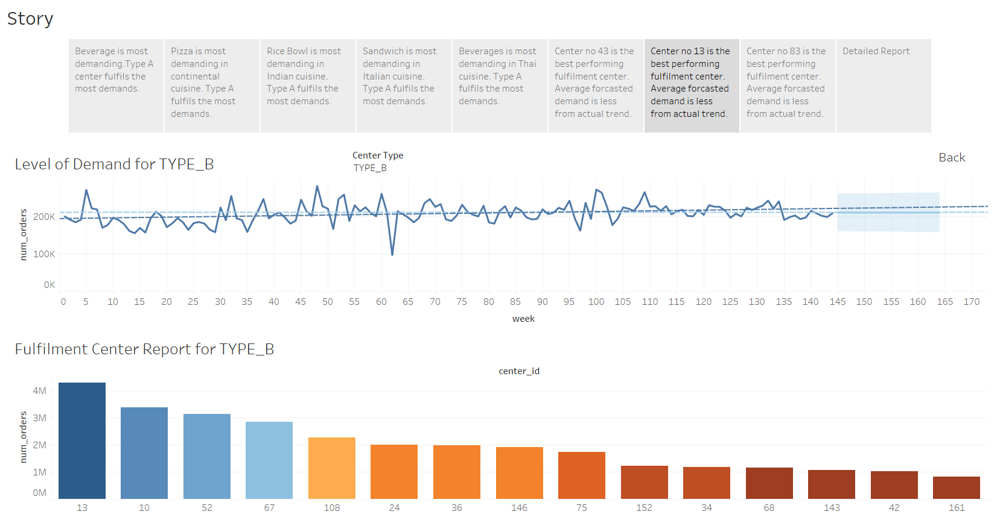 Story
Beverage is most
demanding.Type A
center fulfils the
most demands.
Pizza is most
demanding in
continental
cuisine. Type A
fulfils the most
demands.
Rice Bowl is most
demanding in
Indian cuisine.
Type A fulfils the
most demands.
Sandwich is most
demanding in
Italian cuisine.
Type A fulfils the
most demands.
Beverages is most
demanding in Thai
cuisine. Type A
fulfils the most
demands.
Center no 43 is the
best performing
fulfilment center.
Average forcasted
demand is less
from actual trend.
Center no 13 is the
best performing
fulfilment center.
Average forcasted
demand is less
from actual trend.
Center no 83 is the
best performing
fulfilment center.
Average forcasted
demand is less
from actual trend.
Detailed Report
Level of Demand for TYPE_B
Center Type
TYPE_B
Back
num_orders
200K
100K
0K
0 5 10 15 20 25 30 35 40 45 50 55 60 65 70 75 80 85 90 95 100 105 110 115 120 125 130 135 140 145 150 155 160 165 170
week
Fulfilment Center Report for TYPE_B
center_id
num_orders
4M
3M
2M
1M
0M
13 10 52 67 108 24 36 146 75 152 34 68 143 42 161